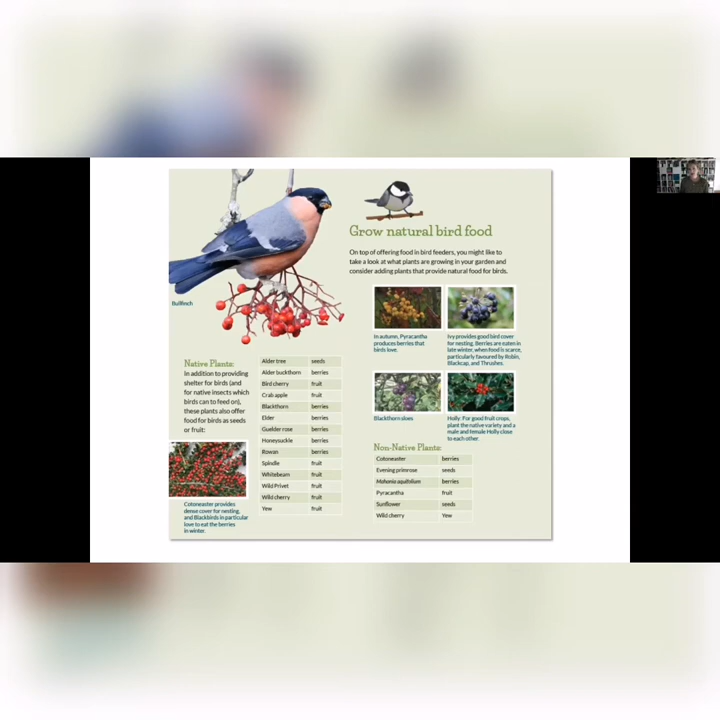 Grow natural bird food
On top of offering food in bird feeders, you might like to
take a look at what plants are growing in your garden and
consider adding plants that provide natural food for birds.
Bullfinch
In autumn, Pyracantha
produces berries that
birds love.
Ivy provides good bird cover
for nesting. Berries are eaten in
late winter, when food is scarce,
particularly favoured by Robin,
Blackcap, and Thrushes.
Blackthorn sloes
Holly: For good fruit crops,
plant the native variety and a
male and female Holly close
to each other.
Native Plants:
In addition to providing
shelter for birds (and
for native insects which
birds can to feed on),
these plants also offer
food for birds as seeds
or fruit:
Alder tree seeds
Alder buckthorn berries
Bird cherry fruit
Crab apple fruit
Blackthorn berries
Elder berries
Guelder rose berries
Honeysuckle berries
Rowan berries
Spindle fruit
Whitebeam fruit
Wild Privet fruit
Wild cherry fruit
Yew fruit
Cotoneaster provides
dense cover for nesting,
and Blackbirds in particular
love to eat the berries
in winter.
Non-Native Plants:
Cotoneaster berries
Evening primrose seeds
Mahonia aquifolium berries
Pyracantha fruit
Sunflower seeds
Wild cherry Yew